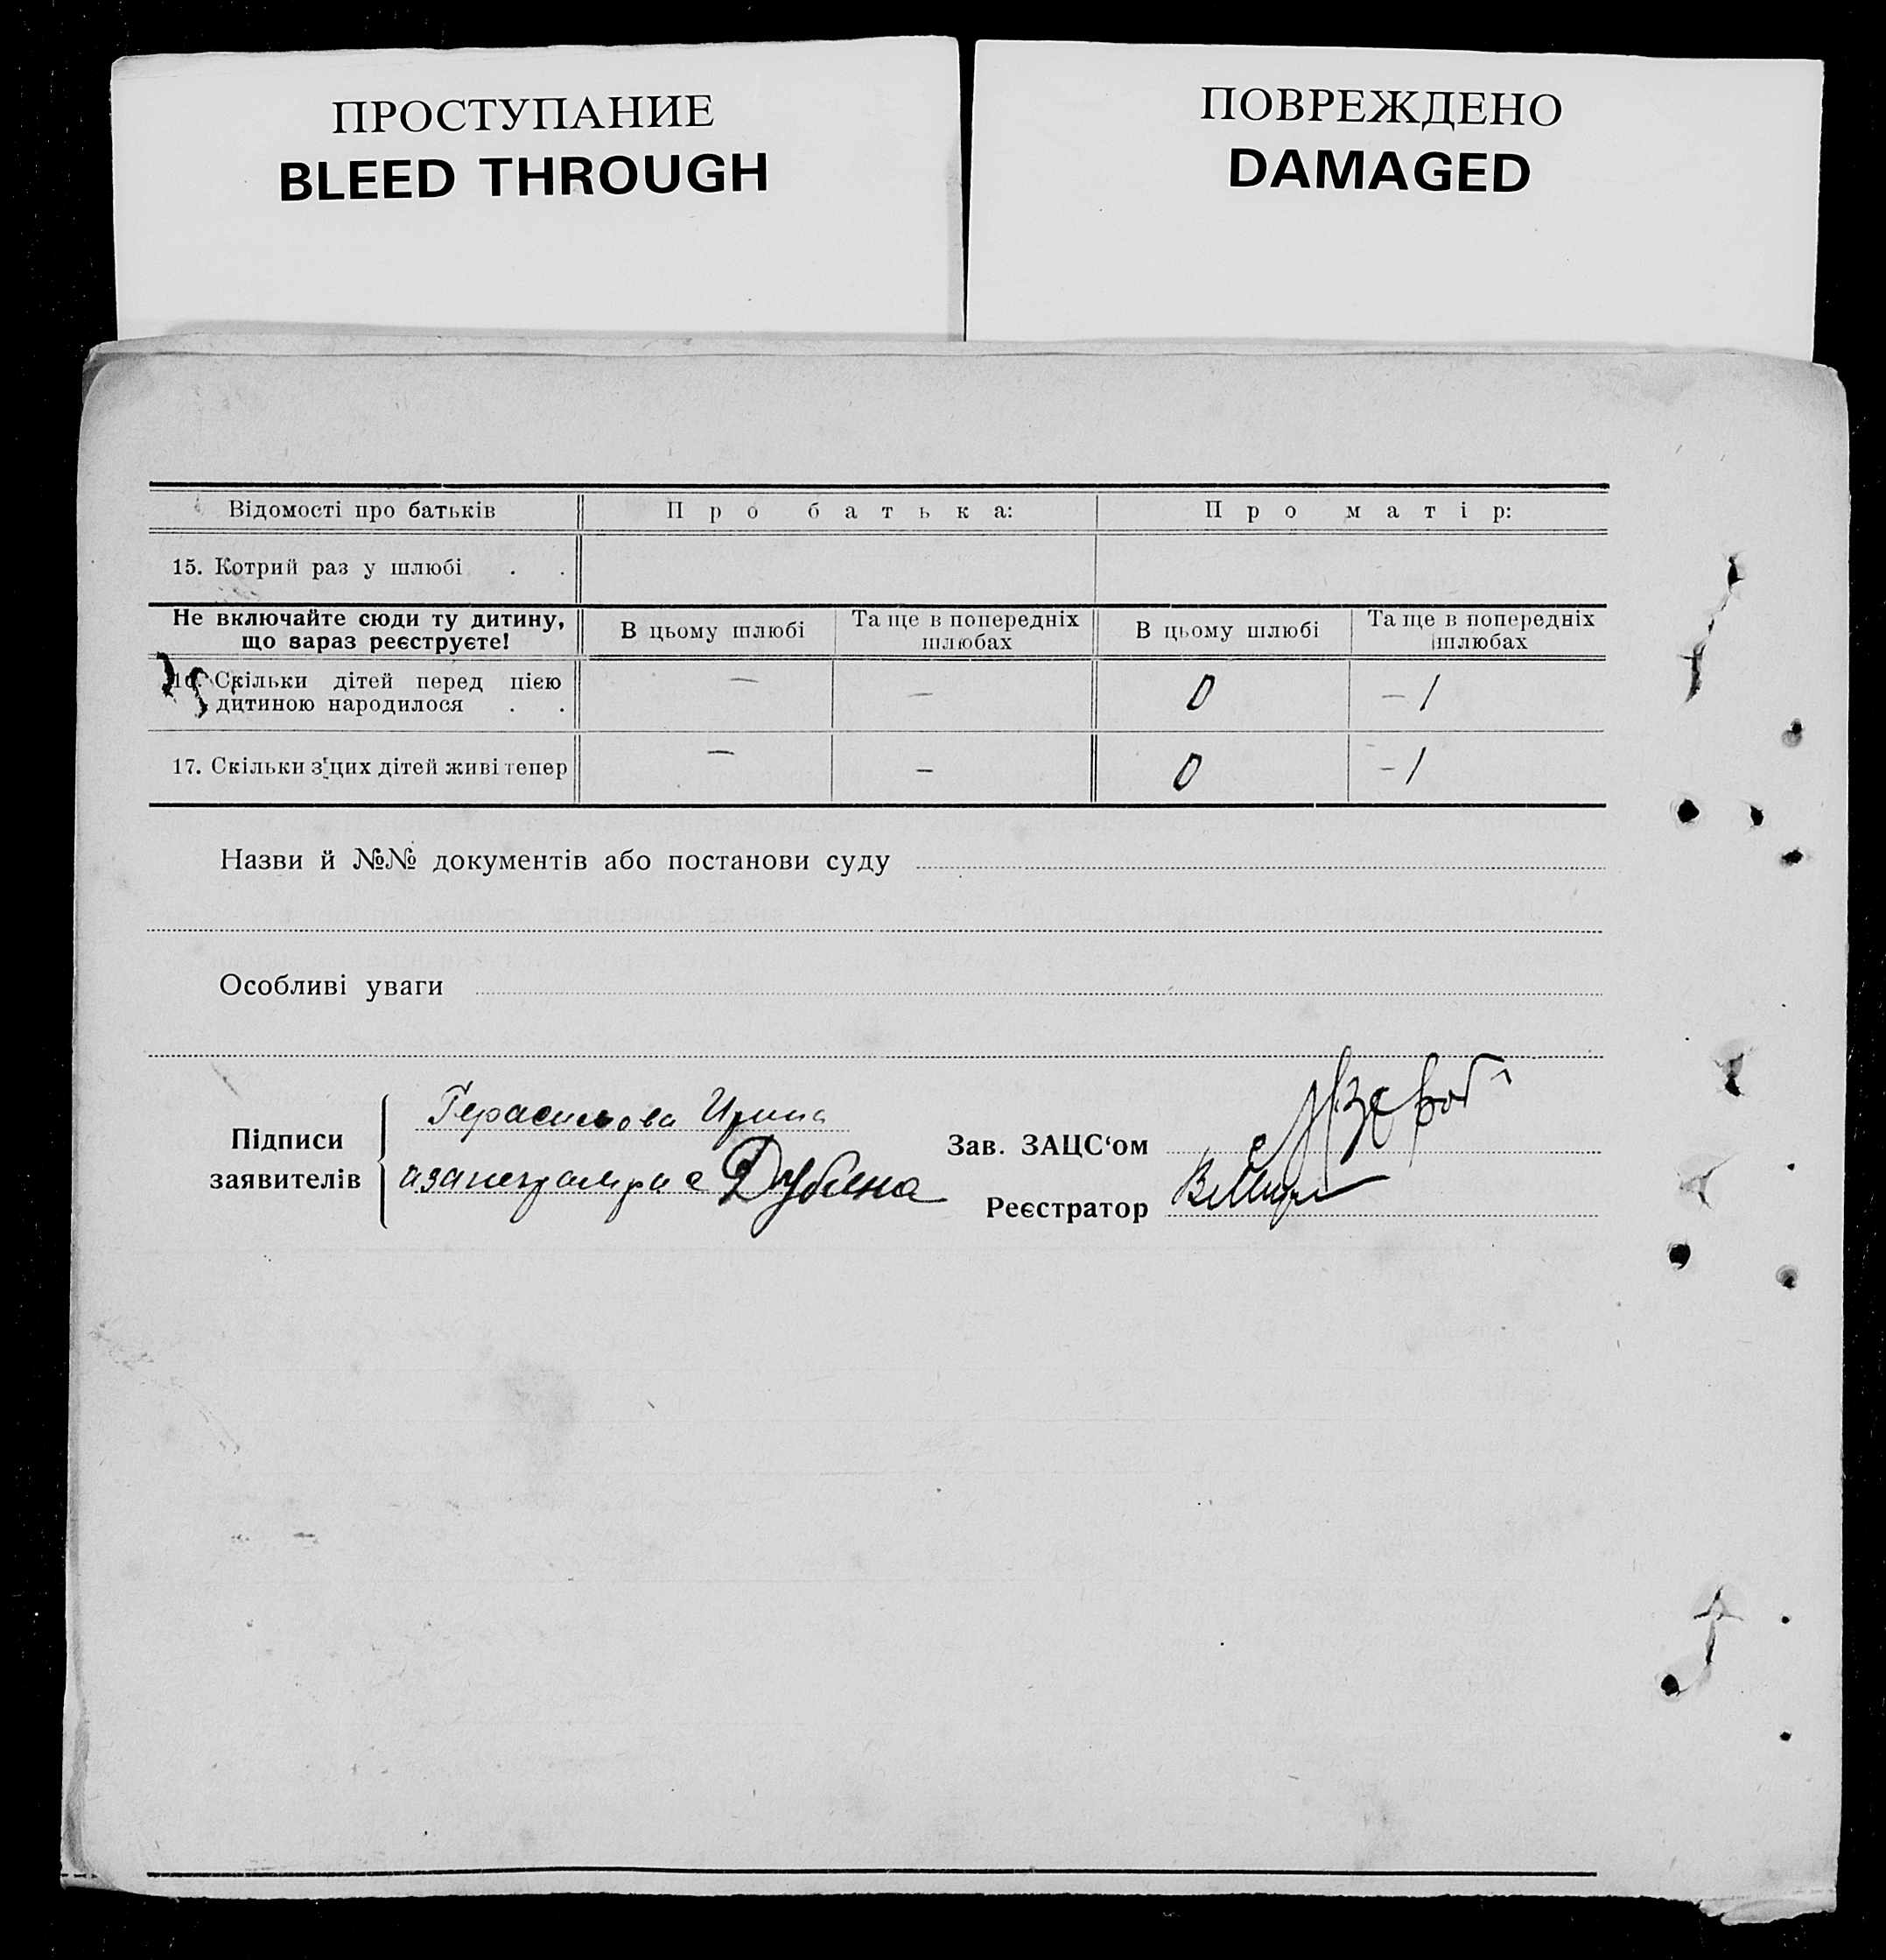 ПРОСТУПАНИЕ
BLEED THROUGH
ПОВРЕЖДЕНО
DAMAGED
Відомості про батьків Про батька: Про матір:
15. Котрий раз у шлюбі . .
Не включайте сюди ту дитину, що зараз реєструєте! В цьому шлюбі Та ще в попередніх шлюбах В цьому шлюбі Та ще в попередніх шлюбах
16. Скільки дітей перед цією дитиною народилося . . — — 0 – 1
17. Скільки з цих дітей живі тепер — – 0 – 1
Назви й №№ документів або постанови суду
Особливі уваги
Підписи заявителів
Герасимова Ирина
Дубина
Зав. ЗАЦС‘ом
Реєстратор